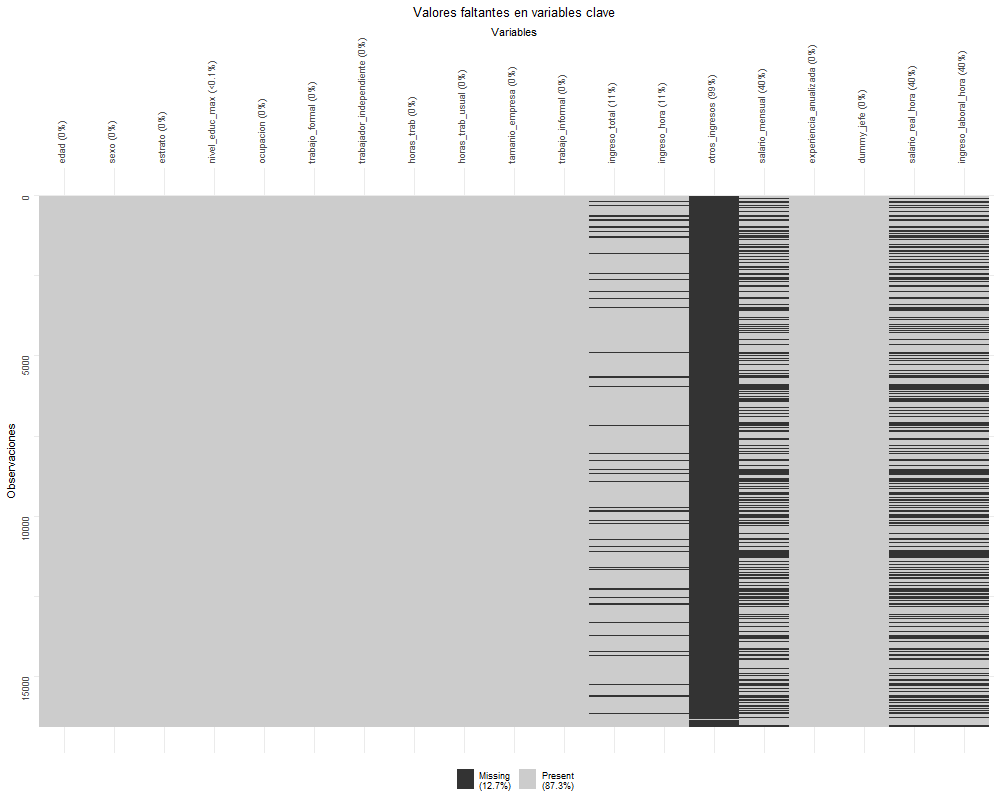 Valores faltantes en variables clave
Variables
edad (0%)
sexo (0%)
estrato (0%)
nivel_educ_max (<0.1%)
ocupacion (0%)
trabajo_formal (0%)
trabajador_independiente (0%)
horas_trab (0%)
horas_trab_usual (0%)
tamanio_empresa (0%)
trabajo_informal (0%)
ingreso_total (11%)
ingreso_hora (11%)
otros_ingresos (99%)
salario_mensual (40%)
experiencia_anualizada (0%)
dummy_jefe (0%)
salario_real_hora (40%)
ingreso_laboral_hora (40%)
0
5000
10000
15000
Observaciones
Missing
(12.7%)
Present
(87.3%)